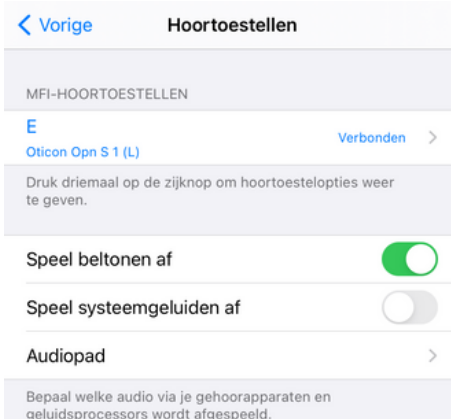 Vorige Hoortoestellen
MFI-HOORTOESTELLEN
E
Oticon Opn S 1 (L) Verbonden
Druk driemaal op de zijknop om hoortoestelopties weer
te geven.
Speel beltonen af
Speel systeemgeluiden af
Audiopad
Bepaal welke audio via je gehoorapparaten en
geluidsprocessors wordt afgespeeld.